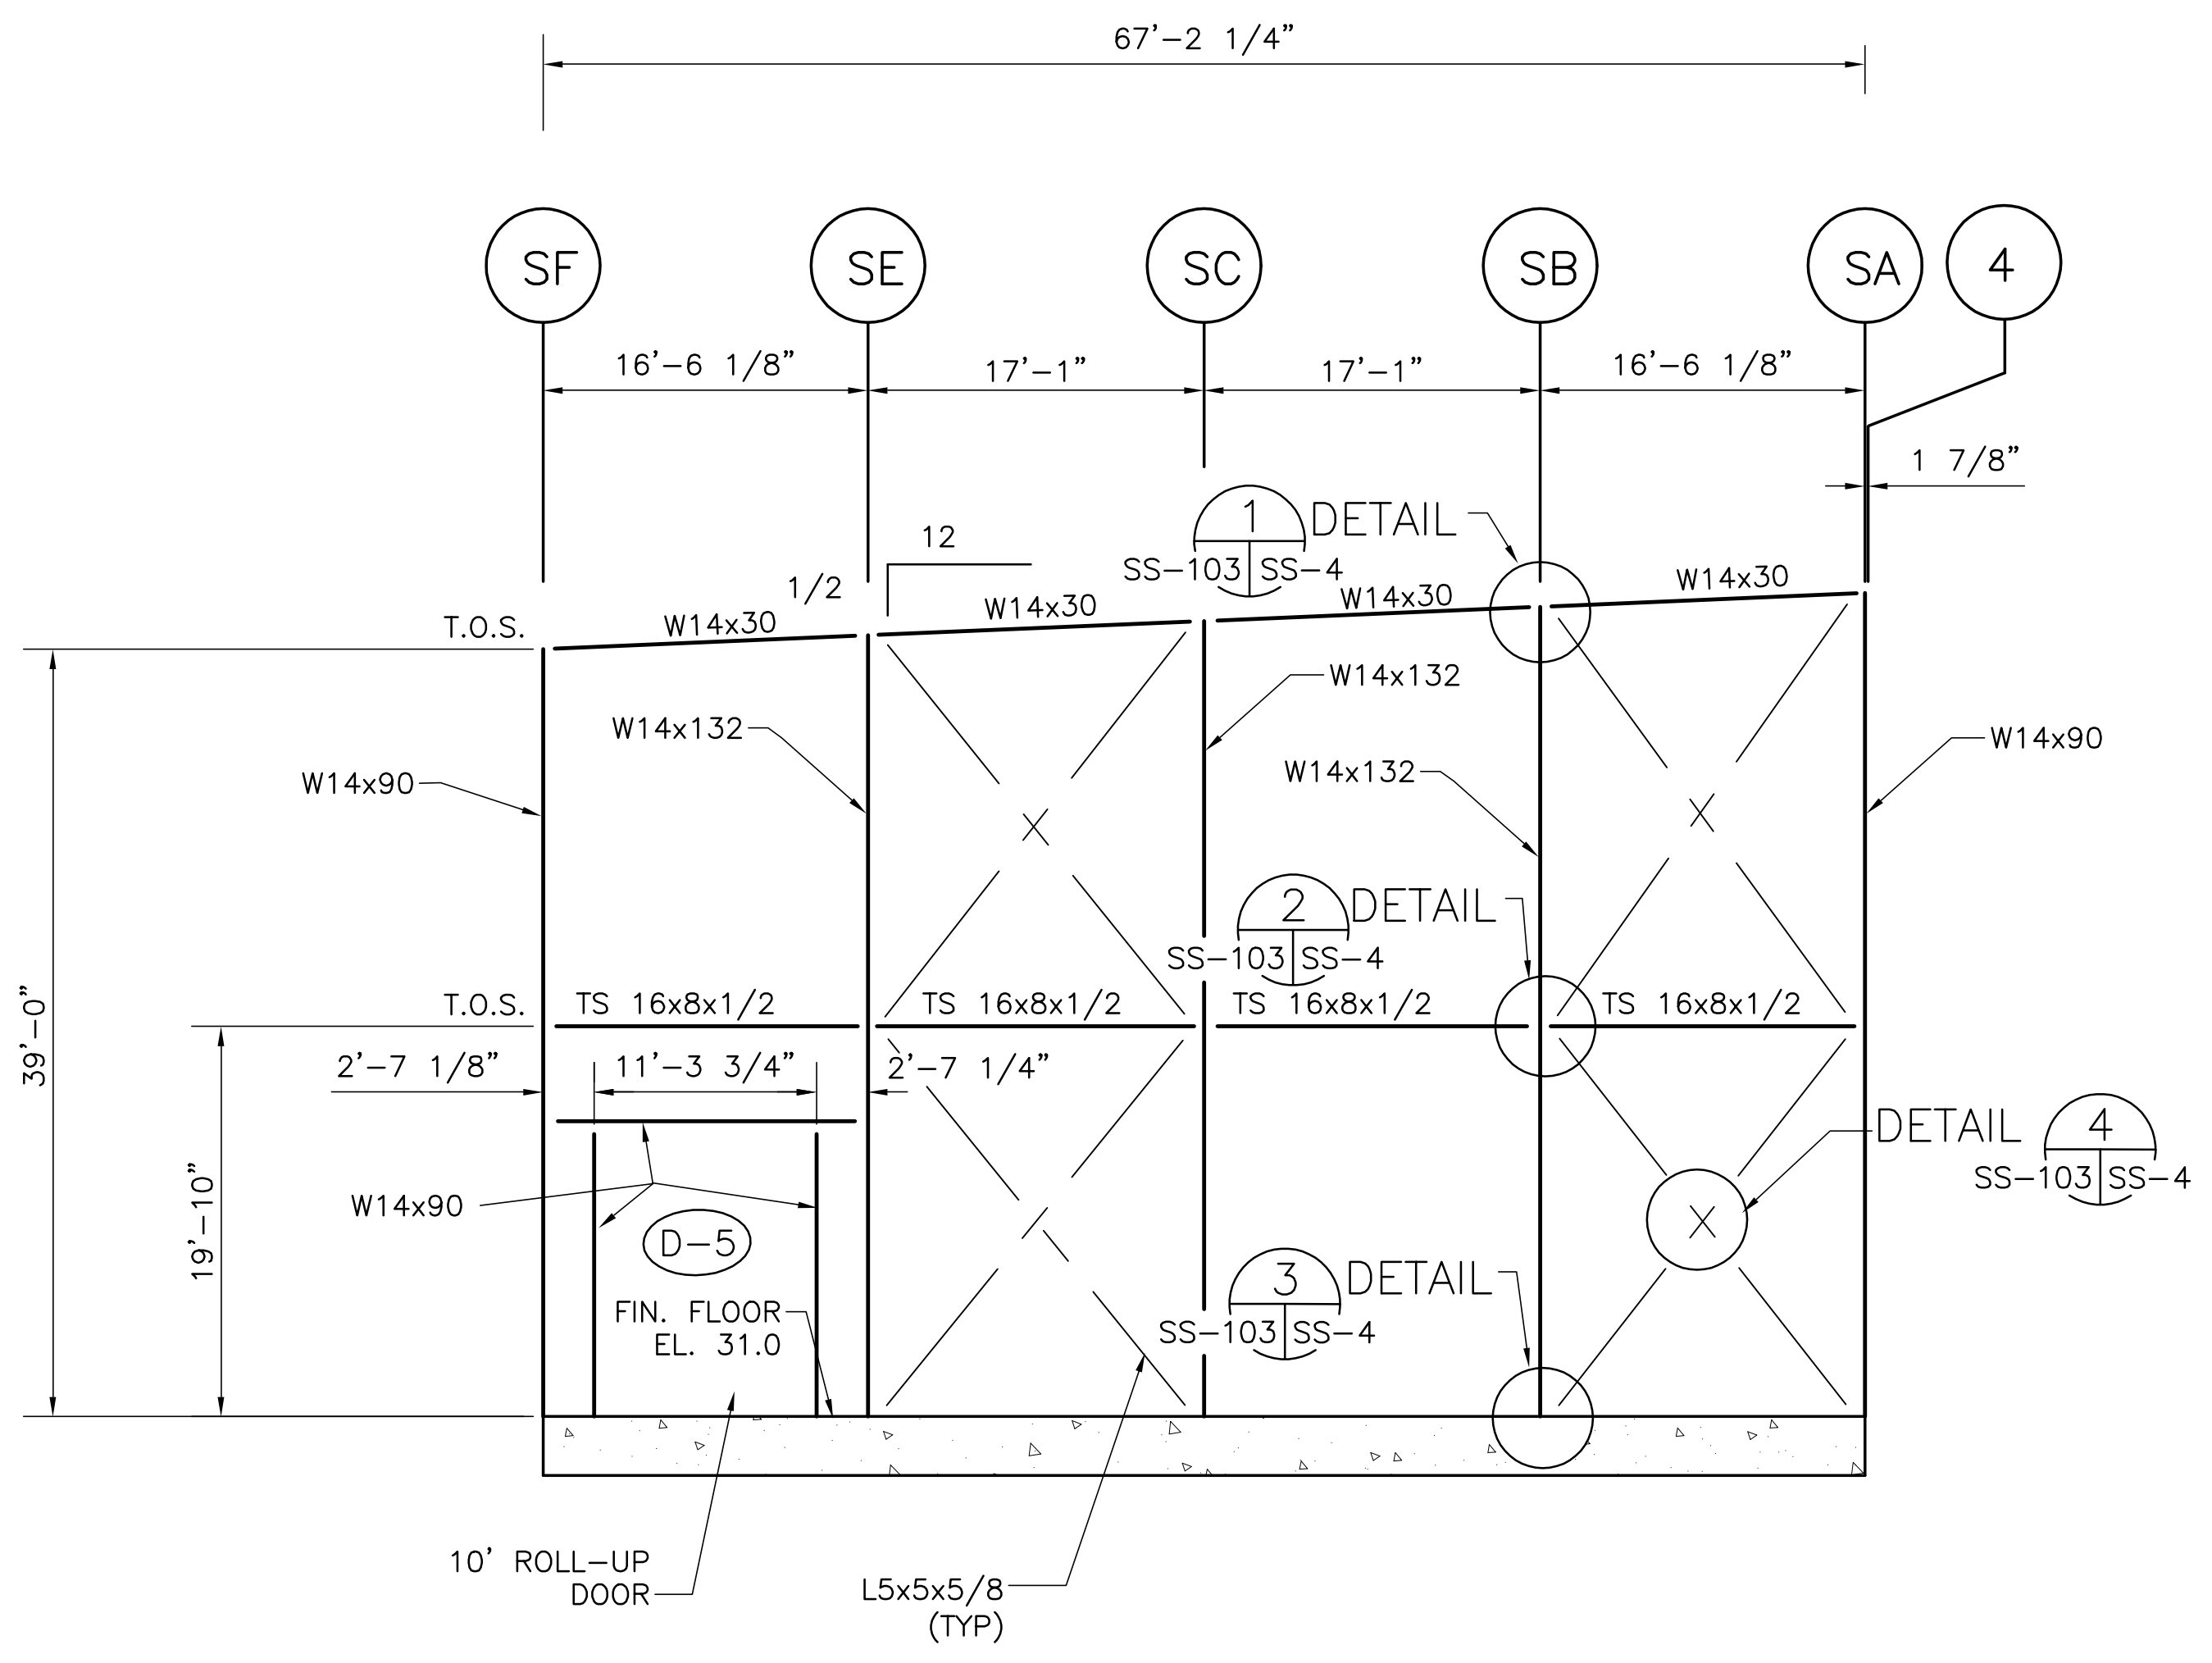 67'-2 1/4"
SF
SE
SC
SB
SA
4
16'-6 1/8"
17'-1"
17'-1"
16'-6 1/8"
1 7/8"
12
1/2
1
DETAIL
SS-103
SS-4
T.O.S.
W14x30
W14x30
W14x30
W14x30
W14x132
W14x132
W14x132
W14x90
W14x90
2
DETAIL
SS-103
SS-4
39'-0"
T.O.S.
TS 16x8x1/2
TS 16x8x1/2
TS 16x8x1/2
TS 16x8x1/2
2'-7 1/8"
11'-3 3/4"
2'-7 1/4"
19'-10"
DETAIL
4
SS-103
SS-4
W14x90
D-5
3
DETAIL
SS-103
SS-4
FIN. FLOOR
EL. 31.0
10' ROLL-UP
DOOR
L5x5x5/8
(TYP)